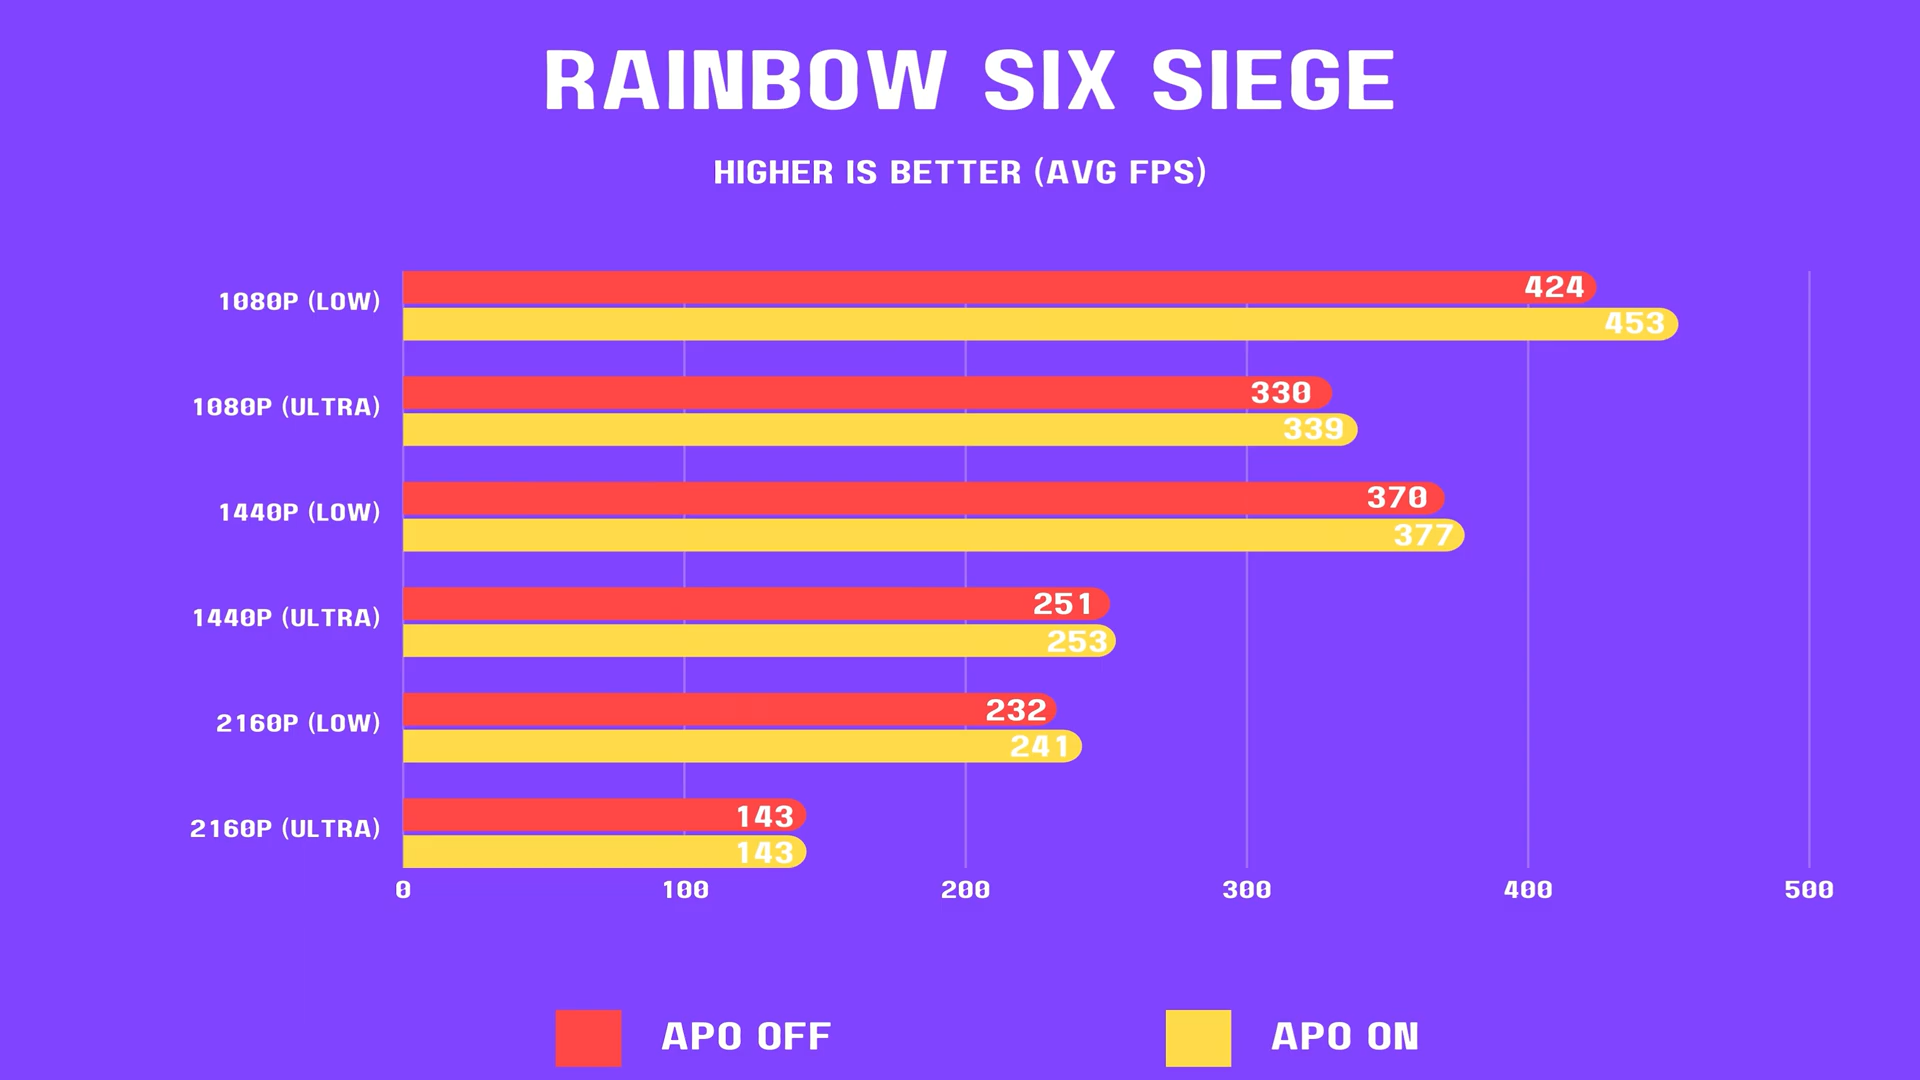 RAINBOW SIX SIEGE
HIGHER IS BETTER (AVG FPS)
1080P (LOW)
424
453
1080P (ULTRA)
330
339
1440P (LOW)
370
377
1440P (ULTRA)
251
253
2160P (LOW)
232
241
2160P (ULTRA)
143
143
0 100 200 300 400 500
APO OFF APO ON